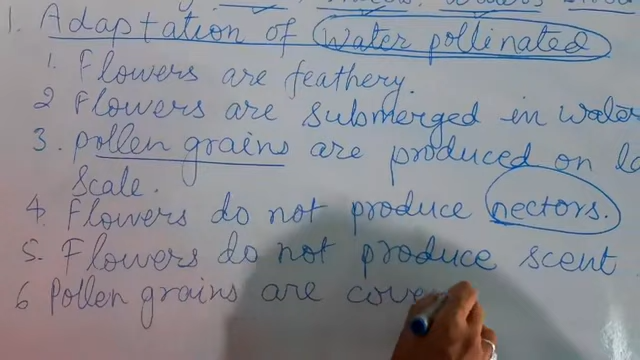 1. Adaptation of water pollinated
1. Flowers are feathery.
2 Flowers are submerged in water
3. pollen grains are produced on la
Scale.
4. Flowers do not produce nectors.
5. Flowers do not produce scent
6 Pollen grains are cove